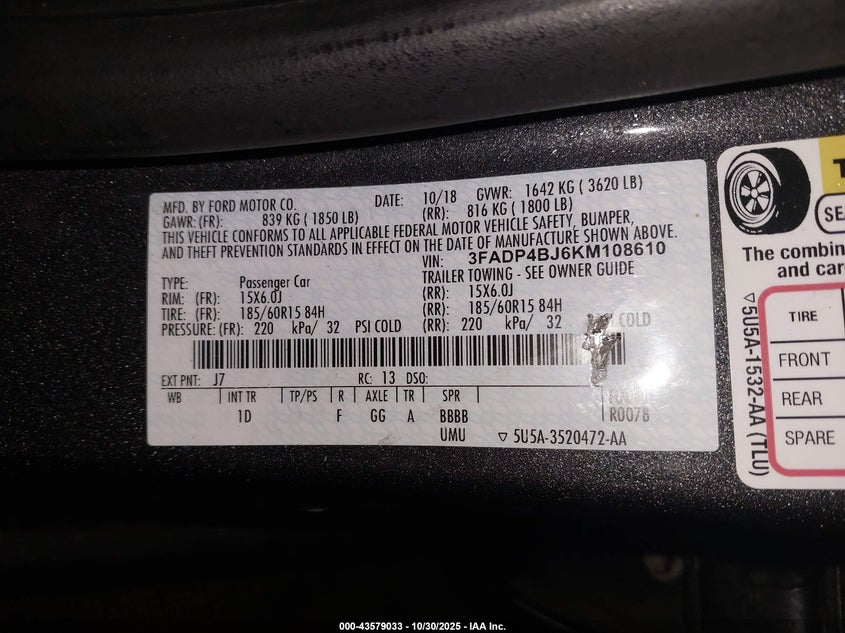 MFD. BY FORD MOTOR CO. DATE: 10/18 GVWR: 1642 KG ( 3620 LB)
GAWR: (FR): 839 KG ( 1850 LB) (RR): 816 KG ( 1800 LB)
THIS VEHICLE CONFORMS TO ALL APPLICABLE FEDERAL MOTOR VEHICLE SAFETY, BUMPER,
AND THEFT PREVENTION STANDARDS IN EFFECT ON THE DATE OF MANUFACTURE SHOWN ABOVE.
VIN: 3FADP4BJ6KM108610
TYPE: Passenger Car TRAILER TOWING - SEE OWNER GUIDE
RIM: (FR): 15X6.0J (RR): 15X6.0J
TIRE: (FR): 185/60R15 84H (RR): 185/60R15 84H
PRESSURE: (FR): 220 kPa/ 32 PSI COLD (RR): 220 kPa/ 32 COLD
EXT PNT: J7 RC: 13 DSO:
WB INT TR TP/PS R AXLE TR SPR
1D F GG A BBBB R0078
UMU ▽ 5U5A-3520472-AA
The combin
and car
TIRE
FRONT
REAR
SPARE
▽5U5A-1532-AA (TLU)
000-43579033 - 10/30/2025 - IAA Inc.